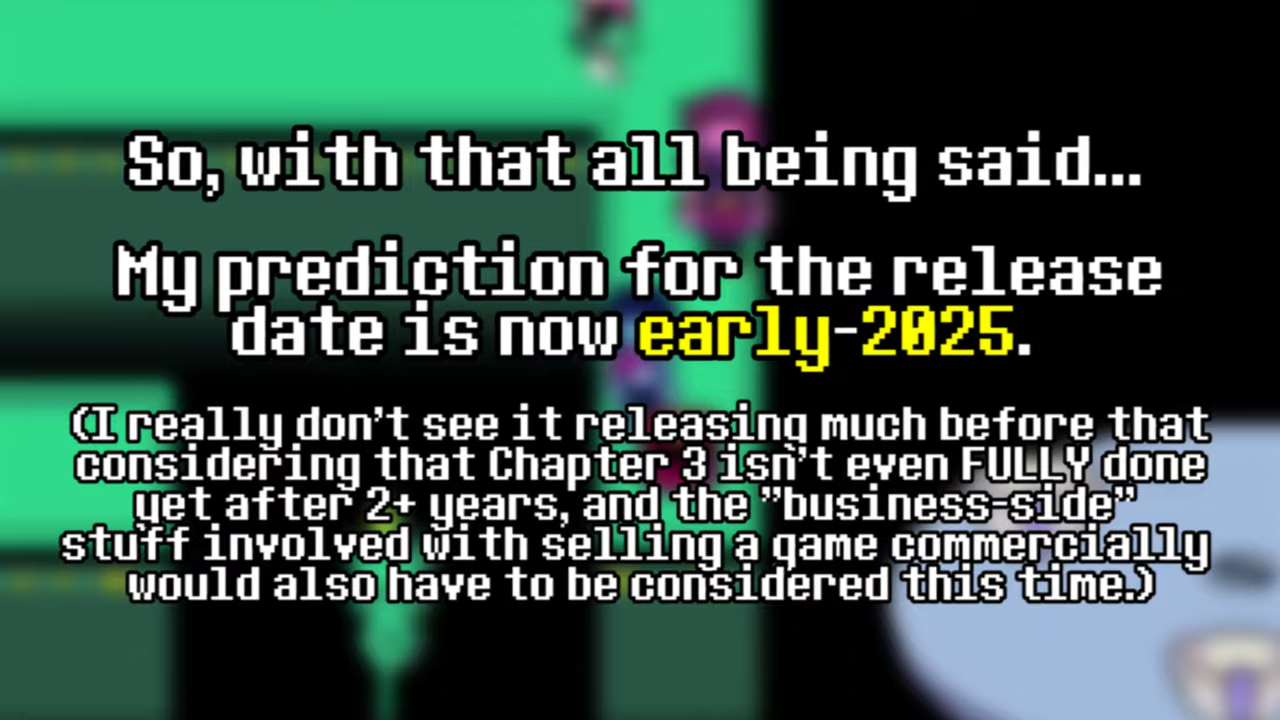 So, with that all being said...
My prediction for the release
date is now early-2025.
(I really don't see it releasing much before that
considering that Chapter 3 isn't even FULLY done
yet after 2+ years, and the "business-side"
stuff involved with selling a game commercially
would also have to be considered this time.)